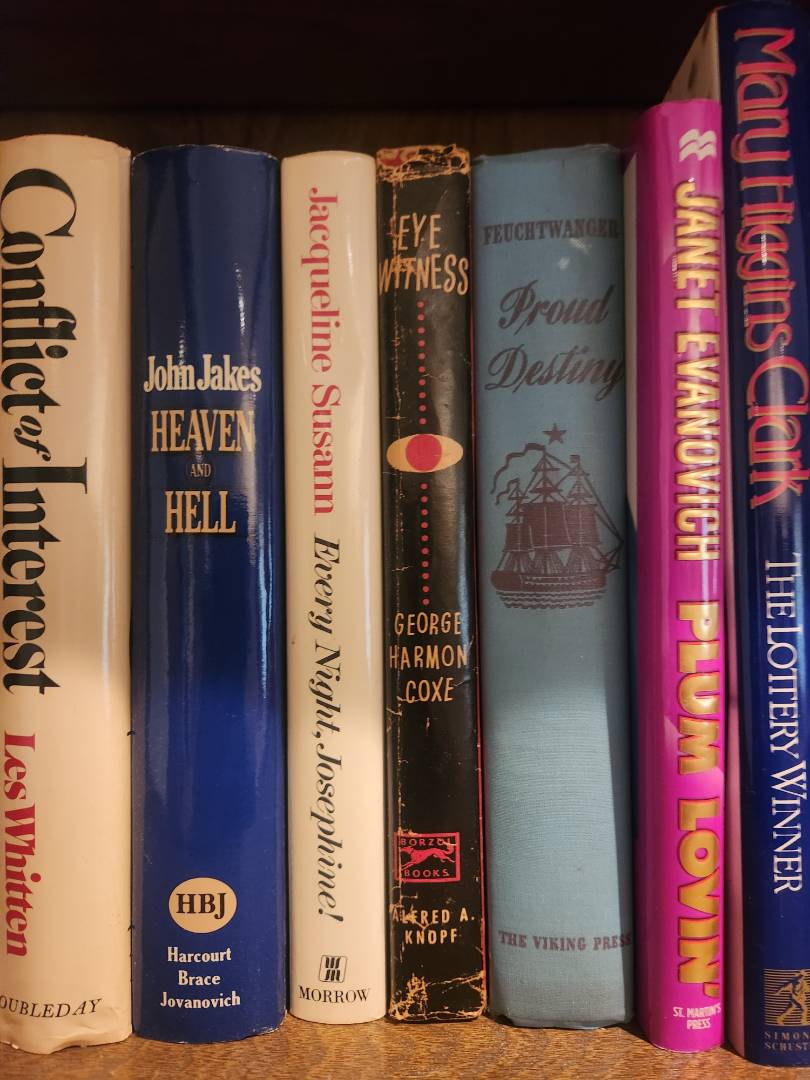 Conflict of Interest
Les Whitten
John Jakes
HEAVEN
AND
HELL
HBJ
Harcourt
Brace
Jovanovich
Jacqueline Susann
Every Night, Josephine!
MORROW
EYE
WITNESS
GEORGE
HARMON
COXE
BORZOI
BOOKS
ALFRED A.
KNOPF
FEUCHTWANGER
Proud
Destiny
THE VIKING PRESS
JANET EVANOVICH
PLUM LOVIN'
ST. MARTIN'S
PRESS
Mary Higgins Clark
THE LOTTERY WINNER
SIMON